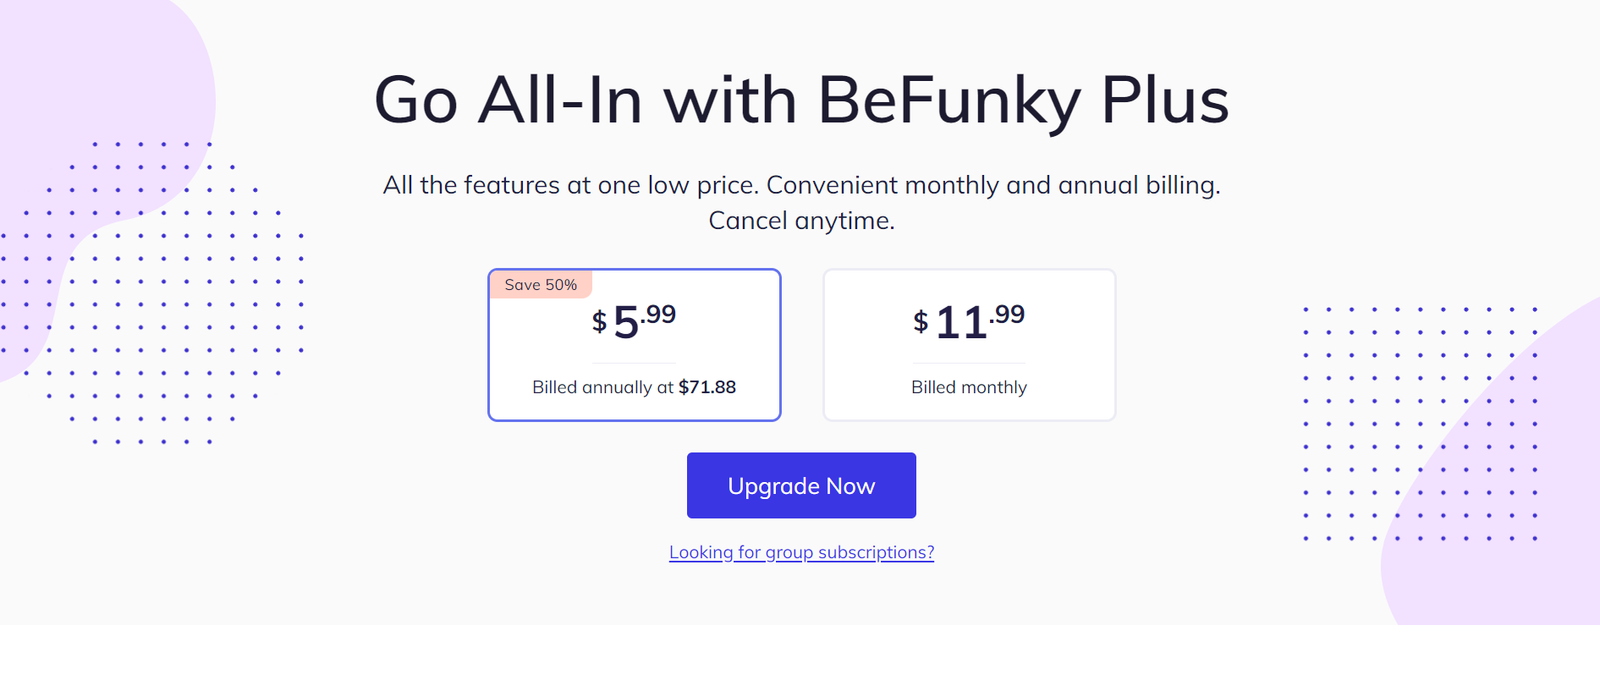 Go All-In with BeFunky Plus
All the features at one low price. Convenient monthly and annual billing.
Cancel anytime.
Save 50%
$5.99
Billed annually at $71.88
$11.99
Billed monthly
Upgrade Now
Looking for group subscriptions?